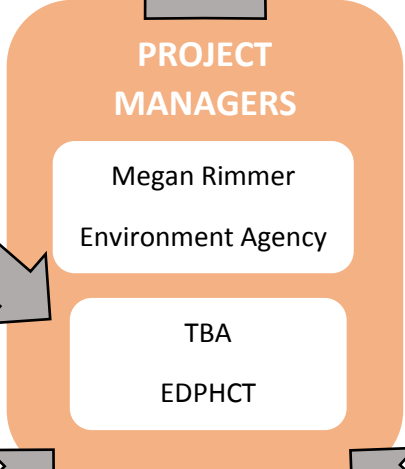 PROJECT
MANAGERS
Megan Rimmer
Environment Agency
TBA
EDPHCT